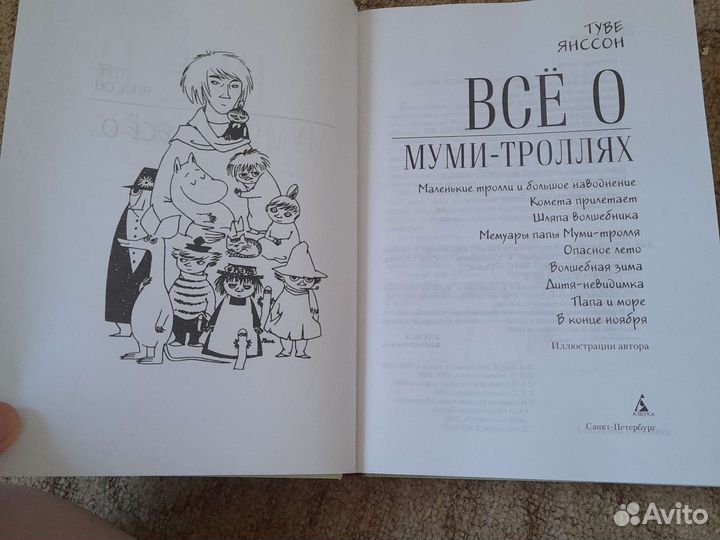 ТУВЕ
ЯНССОН
ВСЁ О
МУМИ-ТРОЛЛЯХ
Маленькие тролли и большое наводнение
Комета прилетает
Шляпа Волшебника
Мемуары папы Муми-тролля
Опасное лето
Волшебная зима
Дитя-невидимка
Папа и море
В конце ноября
Иллюстрации автора
АЗБУКА
Санкт-Петербург
Avito